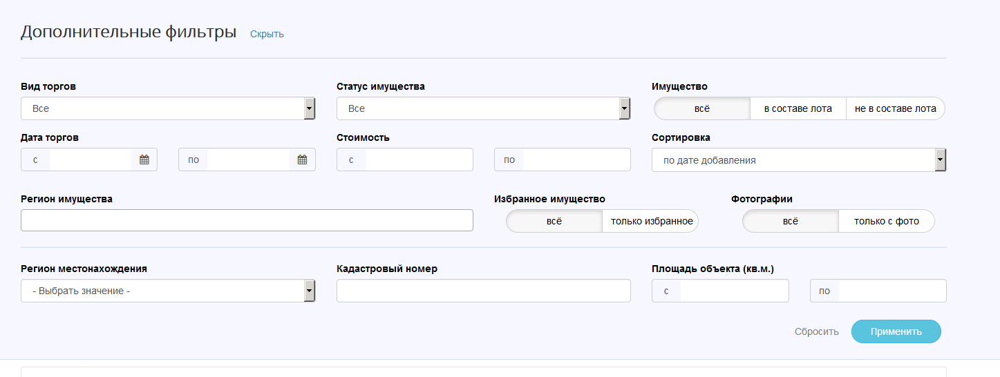 Дополнительные фильтры Скрыть
Вид торгов Статус имущества Имущество
Все Все всё в составе лота не в составе лота
Дата торгов Стоимость Сортировка
с по с по по дате добавления
Регион имущества Избранное имущество Фотографии
всё только избранное всё только с фото
Регион местонахождения Кадастровый номер Площадь объекта (кв.м.)
- Выбрать значение - с по
Сбросить Применить